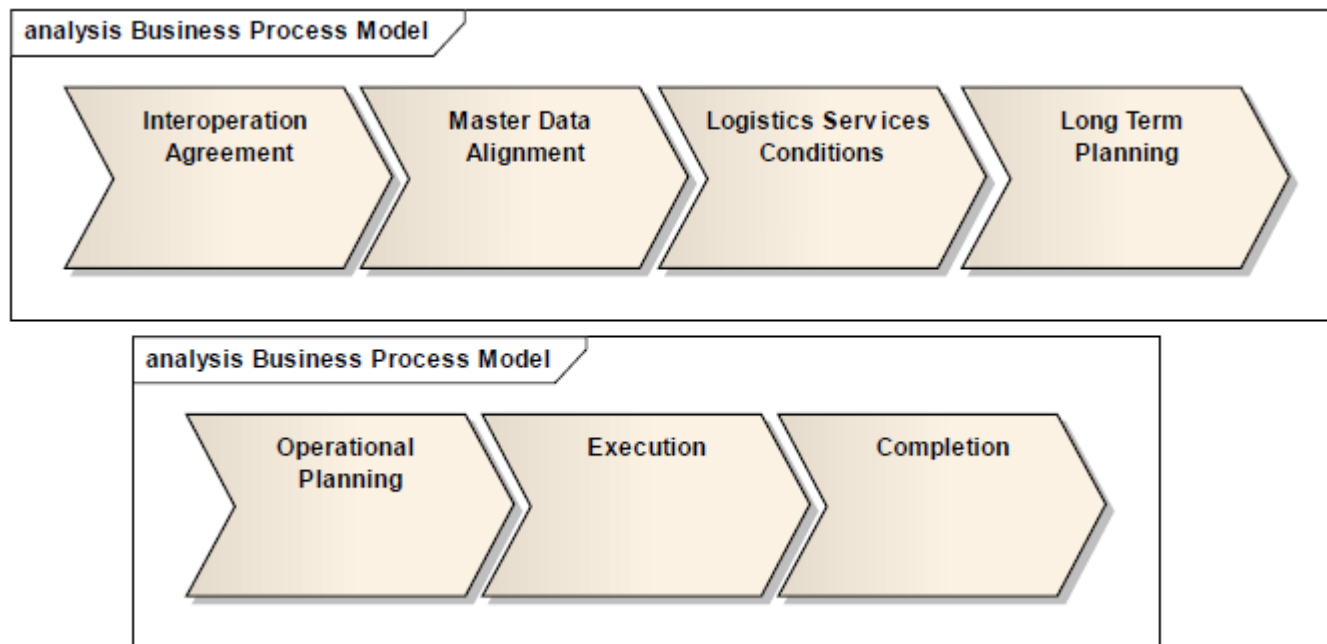 analysis Business Process Model
Interoperation
Agreement
Master Data
Alignment
Logistics Services
Conditions
Long Term
Planning
analysis Business Process Model
Operational
Planning
Execution
Completion